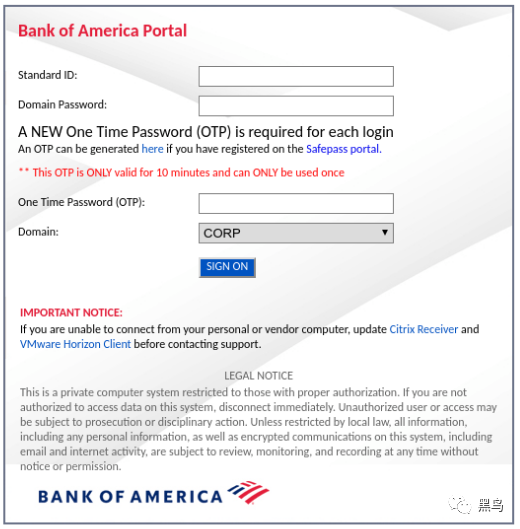 Bank of America Portal
Standard ID:
Domain Password:
A NEW One Time Password (OTP) is required for each login
An OTP can be generated here if you have registered on the Safepass portal.
** This OTP is ONLY valid for 10 minutes and can ONLY be used once
One Time Password (OTP):
Domain:
CORP
SIGN ON
IMPORTANT NOTICE:
If you are unable to connect from your personal or vendor computer, update Citrix Receiver and
VMware Horizon Client before contacting support.
LEGAL NOTICE
This is a private computer system restricted to those with proper authorization. If you are not
authorized to access data on this system, disconnect immediately. Unauthorized user or access may
be subject to prosecution or disciplinary action. Unless restricted by local law, all information,
including any personal information, as well as encrypted communications on this system, including
email and internet activity, are subject to review, monitoring, and recording at any time without
notice or permission.
BANK OF AMERICA
黑鸟